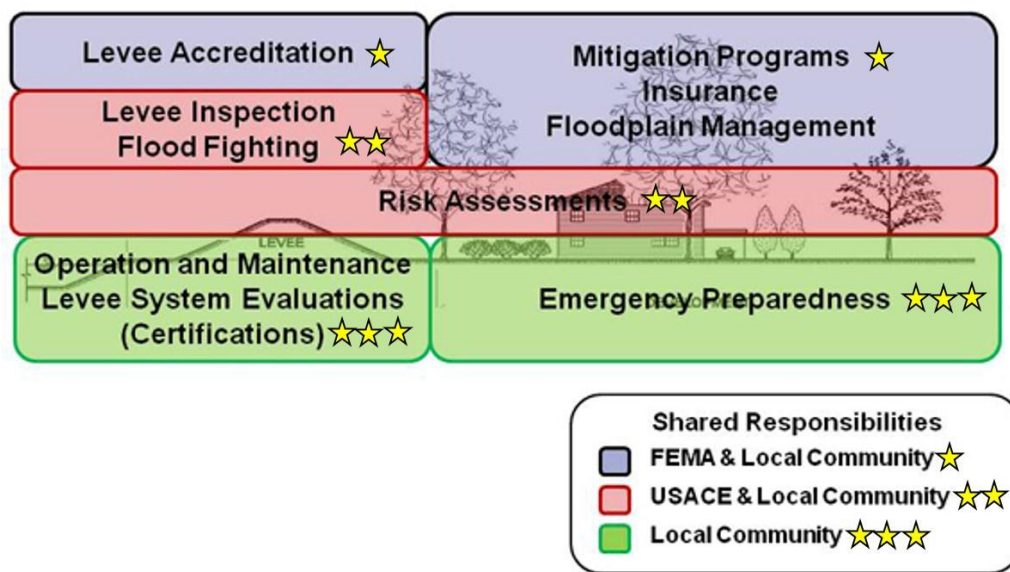 Levee Accreditation
Mitigation Programs
Insurance
Floodplain Management
Levee Inspection
Flood Fighting
Risk Assessments
LEVEE
Operation and Maintenance
Levee System Evaluations
(Certifications)
Emergency Preparedness
Shared Responsibilities
FEMA & Local Community
USACE & Local Community
Local Community